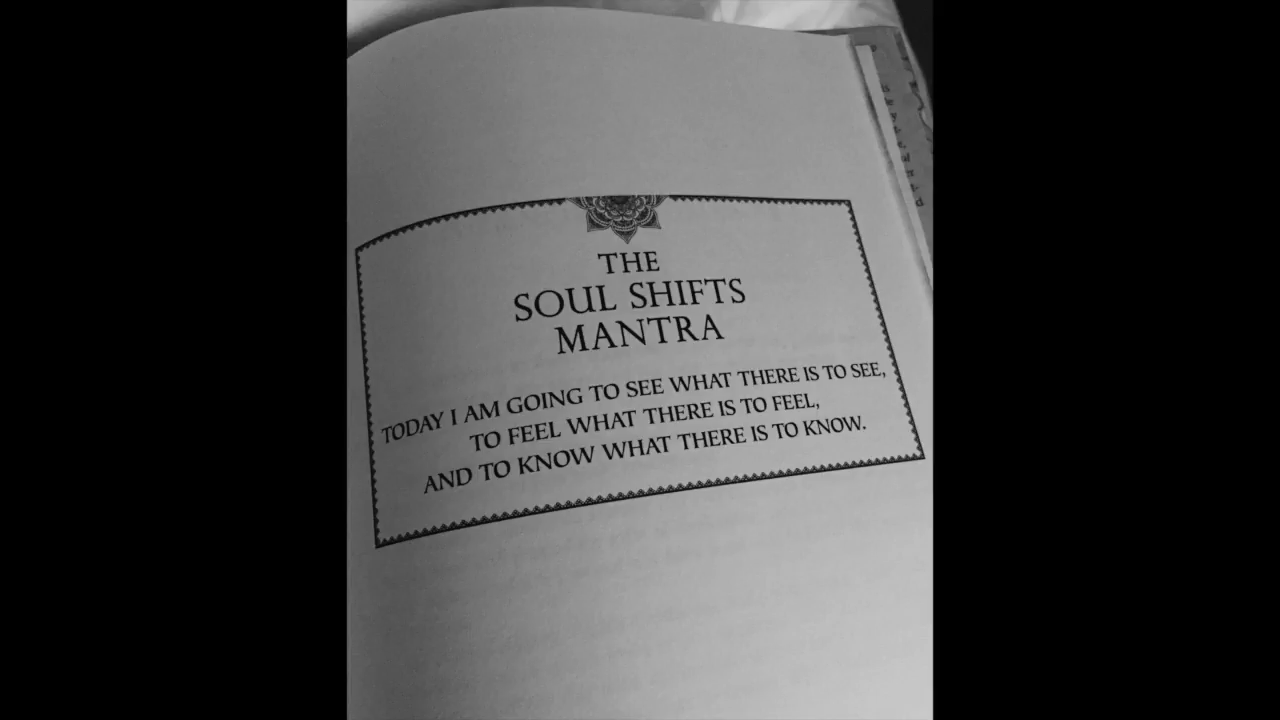 THE
SOUL SHIFTS
MANTRA
TODAY I AM GOING TO SEE WHAT THERE IS TO SEE,
TO FEEL WHAT THERE IS TO FEEL,
AND TO KNOW WHAT THERE IS TO KNOW.